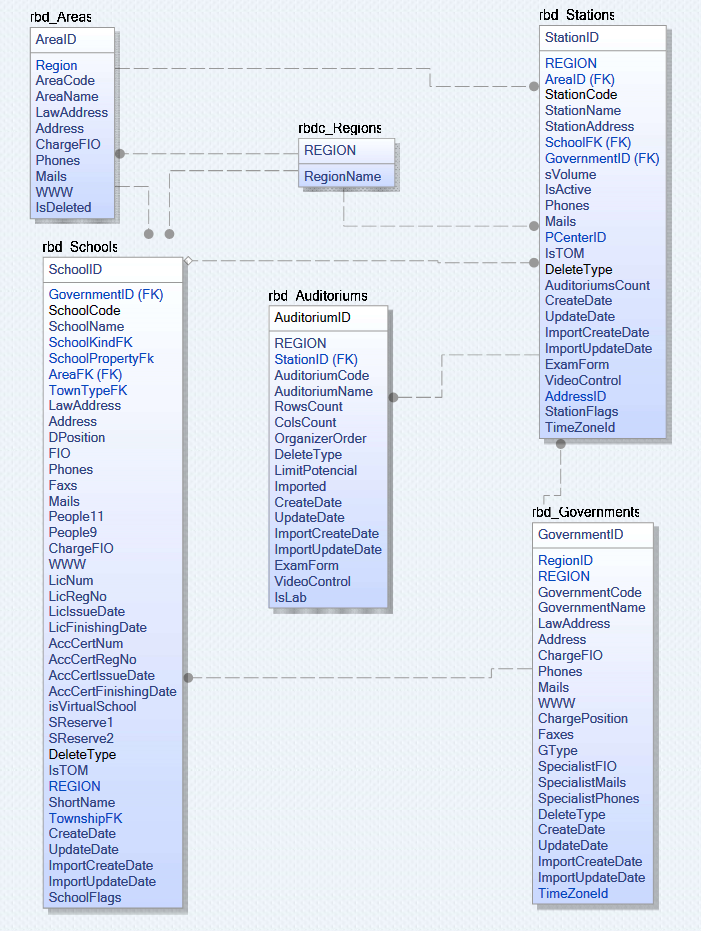 rbd_Areas
AreaID
Region
AreaCode
AreaName
LawAddress
Address
ChargeFIO
Phones
Mails
WWW
IsDeleted
rbdc_Regions
REGION
RegionName
rbd_Stations
StationID
REGION
AreaID (FK)
StationCode
StationName
StationAddress
SchoolFK (FK)
GovernmentID (FK)
sVolume
IsActive
Phones
Mails
PCenterID
IsTOM
DeleteType
AuditoriumsCount
CreateDate
UpdateDate
ImportCreateDate
ImportUpdateDate
ExamForm
VideoControl
AddressID
StationFlags
TimeZoneId
rbd_Schools
SchoolID
GovernmentID (FK)
SchoolCode
SchoolName
SchoolKindFK
SchoolPropertyFk
AreaFK (FK)
TownTypeFK
LawAddress
Address
DPosition
FIO
Phones
Faxs
Mails
People11
People9
ChargeFIO
WWW
LicNum
LicRegNo
LicIssueDate
LicFinishingDate
AccCertNum
AccCertRegNo
AccCertIssueDate
AccCertFinishingDate
isVirtualSchool
SReserve1
SReserve2
DeleteType
IsTOM
REGION
ShortName
TownshipFK
CreateDate
UpdateDate
ImportCreateDate
ImportUpdateDate
SchoolFlags
rbd_Auditoriums
AuditoriumID
REGION
StationID (FK)
AuditoriumCode
AuditoriumName
RowsCount
ColsCount
OrganizerOrder
DeleteType
LimitPotencial
Imported
CreateDate
UpdateDate
ImportCreateDate
ImportUpdateDate
ExamForm
VideoControl
IsLab
rbd_Governments
GovernmentID
RegionID
REGION
GovernmentCode
GovernmentName
LawAddress
Address
ChargeFIO
Phones
Mails
WWW
ChargePosition
Faxes
GType
SpecialistFIO
SpecialistMails
SpecialistPhones
DeleteType
CreateDate
UpdateDate
ImportCreateDate
ImportUpdateDate
TimeZoneId